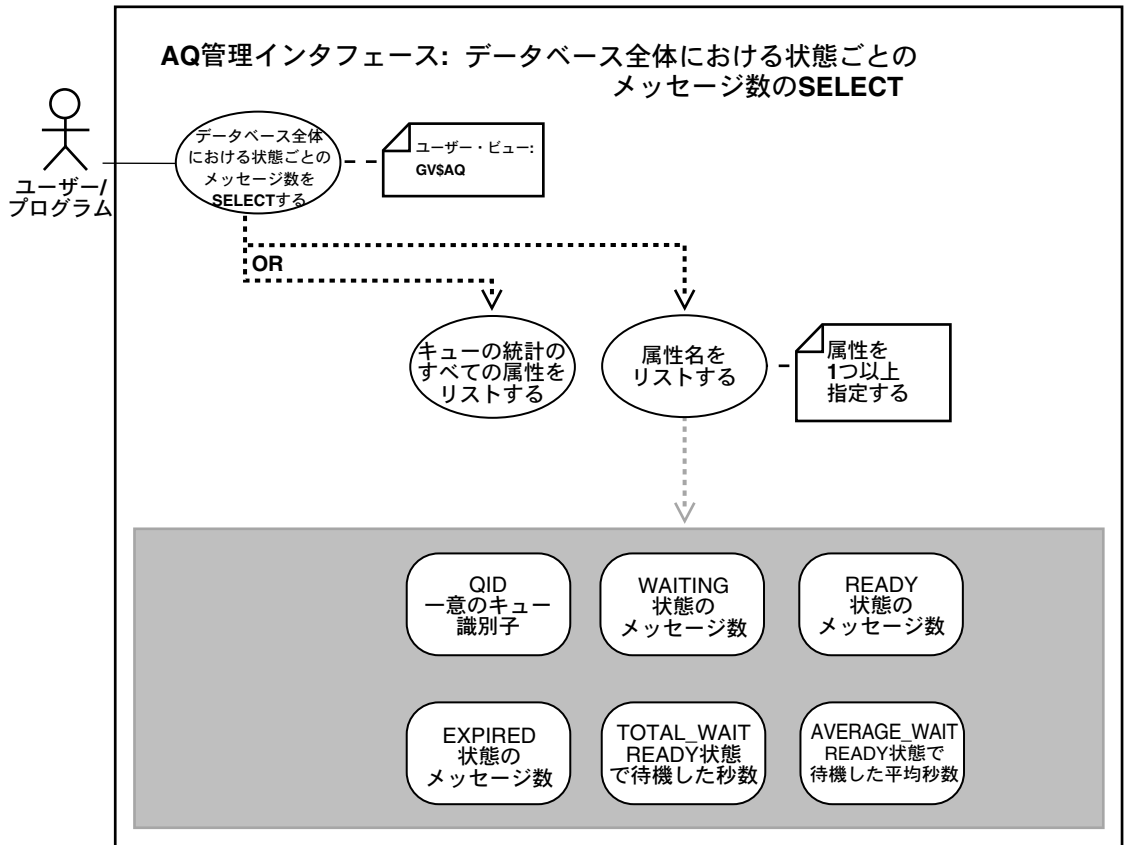 AQ管理インタフェース: データベース全体における状態ごとの
メッセージ数のSELECT
ユーザー/
プログラム
データベース全体
における状態ごとの
メッセージ数を
SELECTする
ユーザー・ビュー:
GV$AQ
OR
キューの統計の
すべての属性を
リストする
属性名を
リストする
属性を
1つ以上
指定する
QID
一意のキュー
識別子
WAITING
状態の
メッセージ数
READY
状態の
メッセージ数
EXPIRED
状態の
メッセージ数
TOTAL_WAIT
READY状態
で待機した秒数
AVERAGE_WAIT
READY状態で
待機した平均秒数